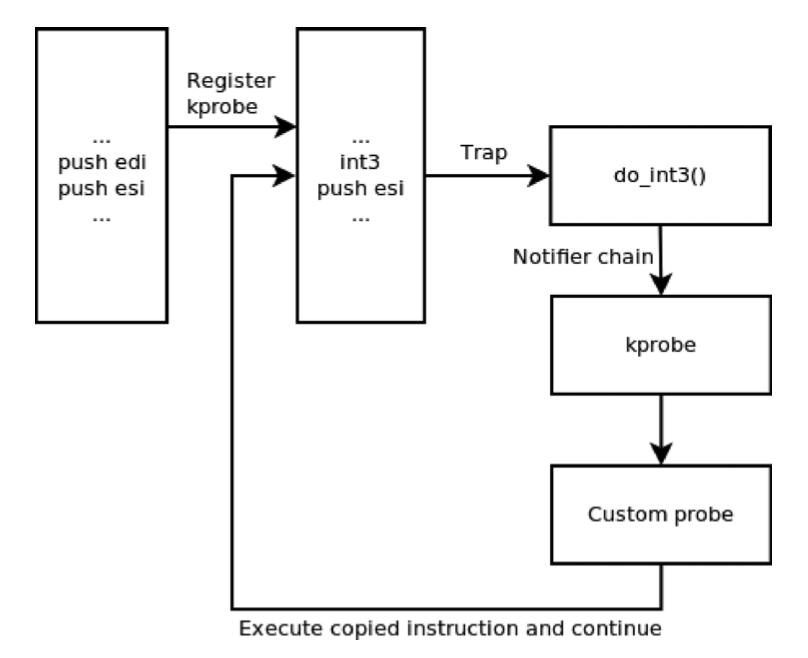 ...
push edi
push esi
...
Register
kprobe
...
int3
push esi
...
Trap
do_int3()
Notifier chain
kprobe
Custom probe
Execute copied instruction and continue